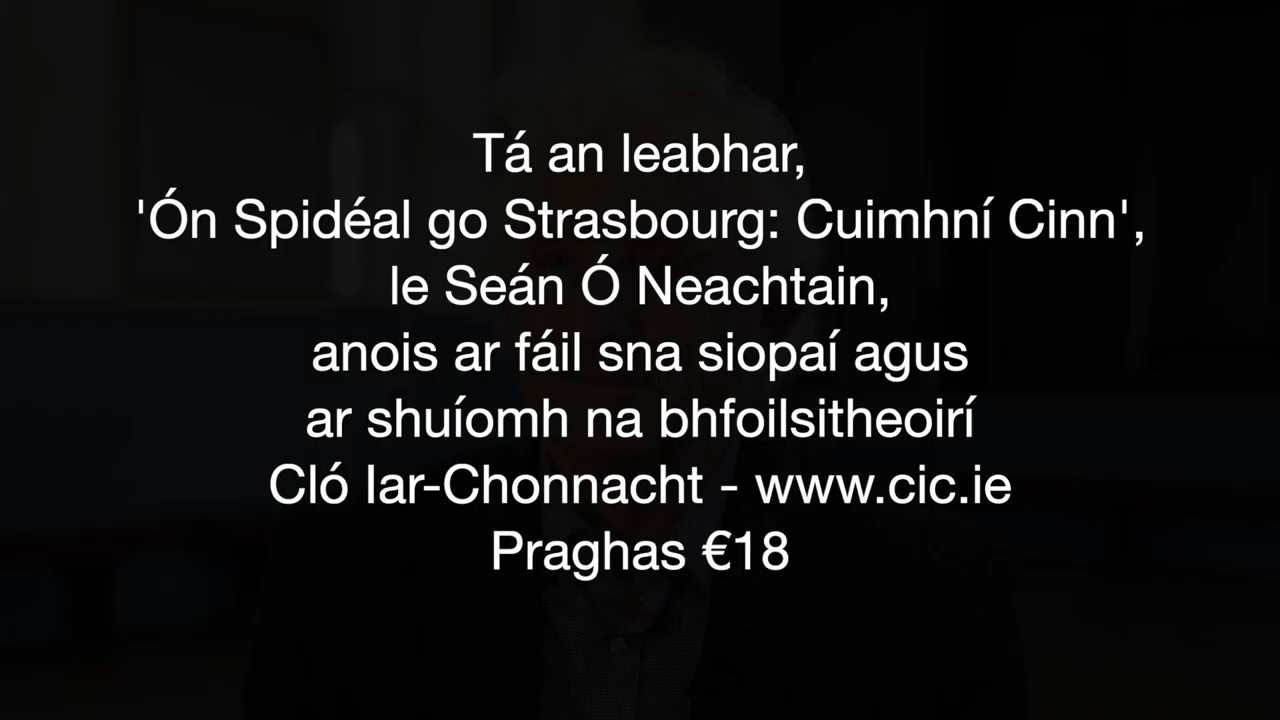 Tá an leabhar,
'Ón Spidéal go Strasbourg: Cuimhní Cinn',
le Seán Ó Neachtain,
anois ar fáil sna siopaí agus
ar shuíomh na bhfoilsitheoirí
Cló Iar-Chonnacht - www.cic.ie
Praghas €18